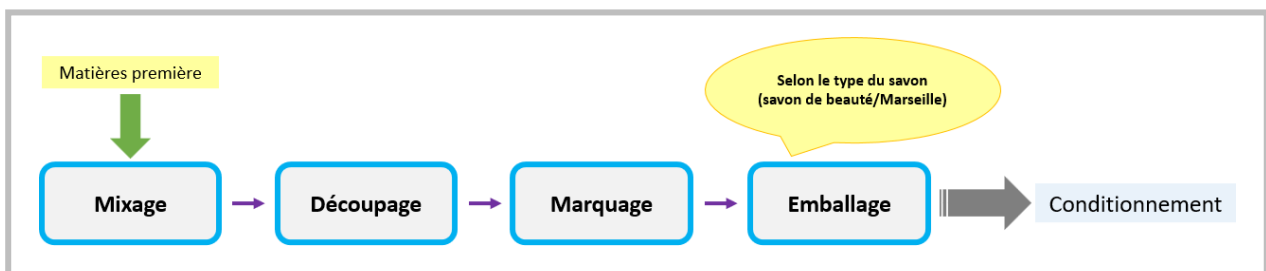 Matières première
Selon le type du savon
(savon de beauté/Marseille)
Mixage
Découpage
Marquage
Emballage
Conditionnement